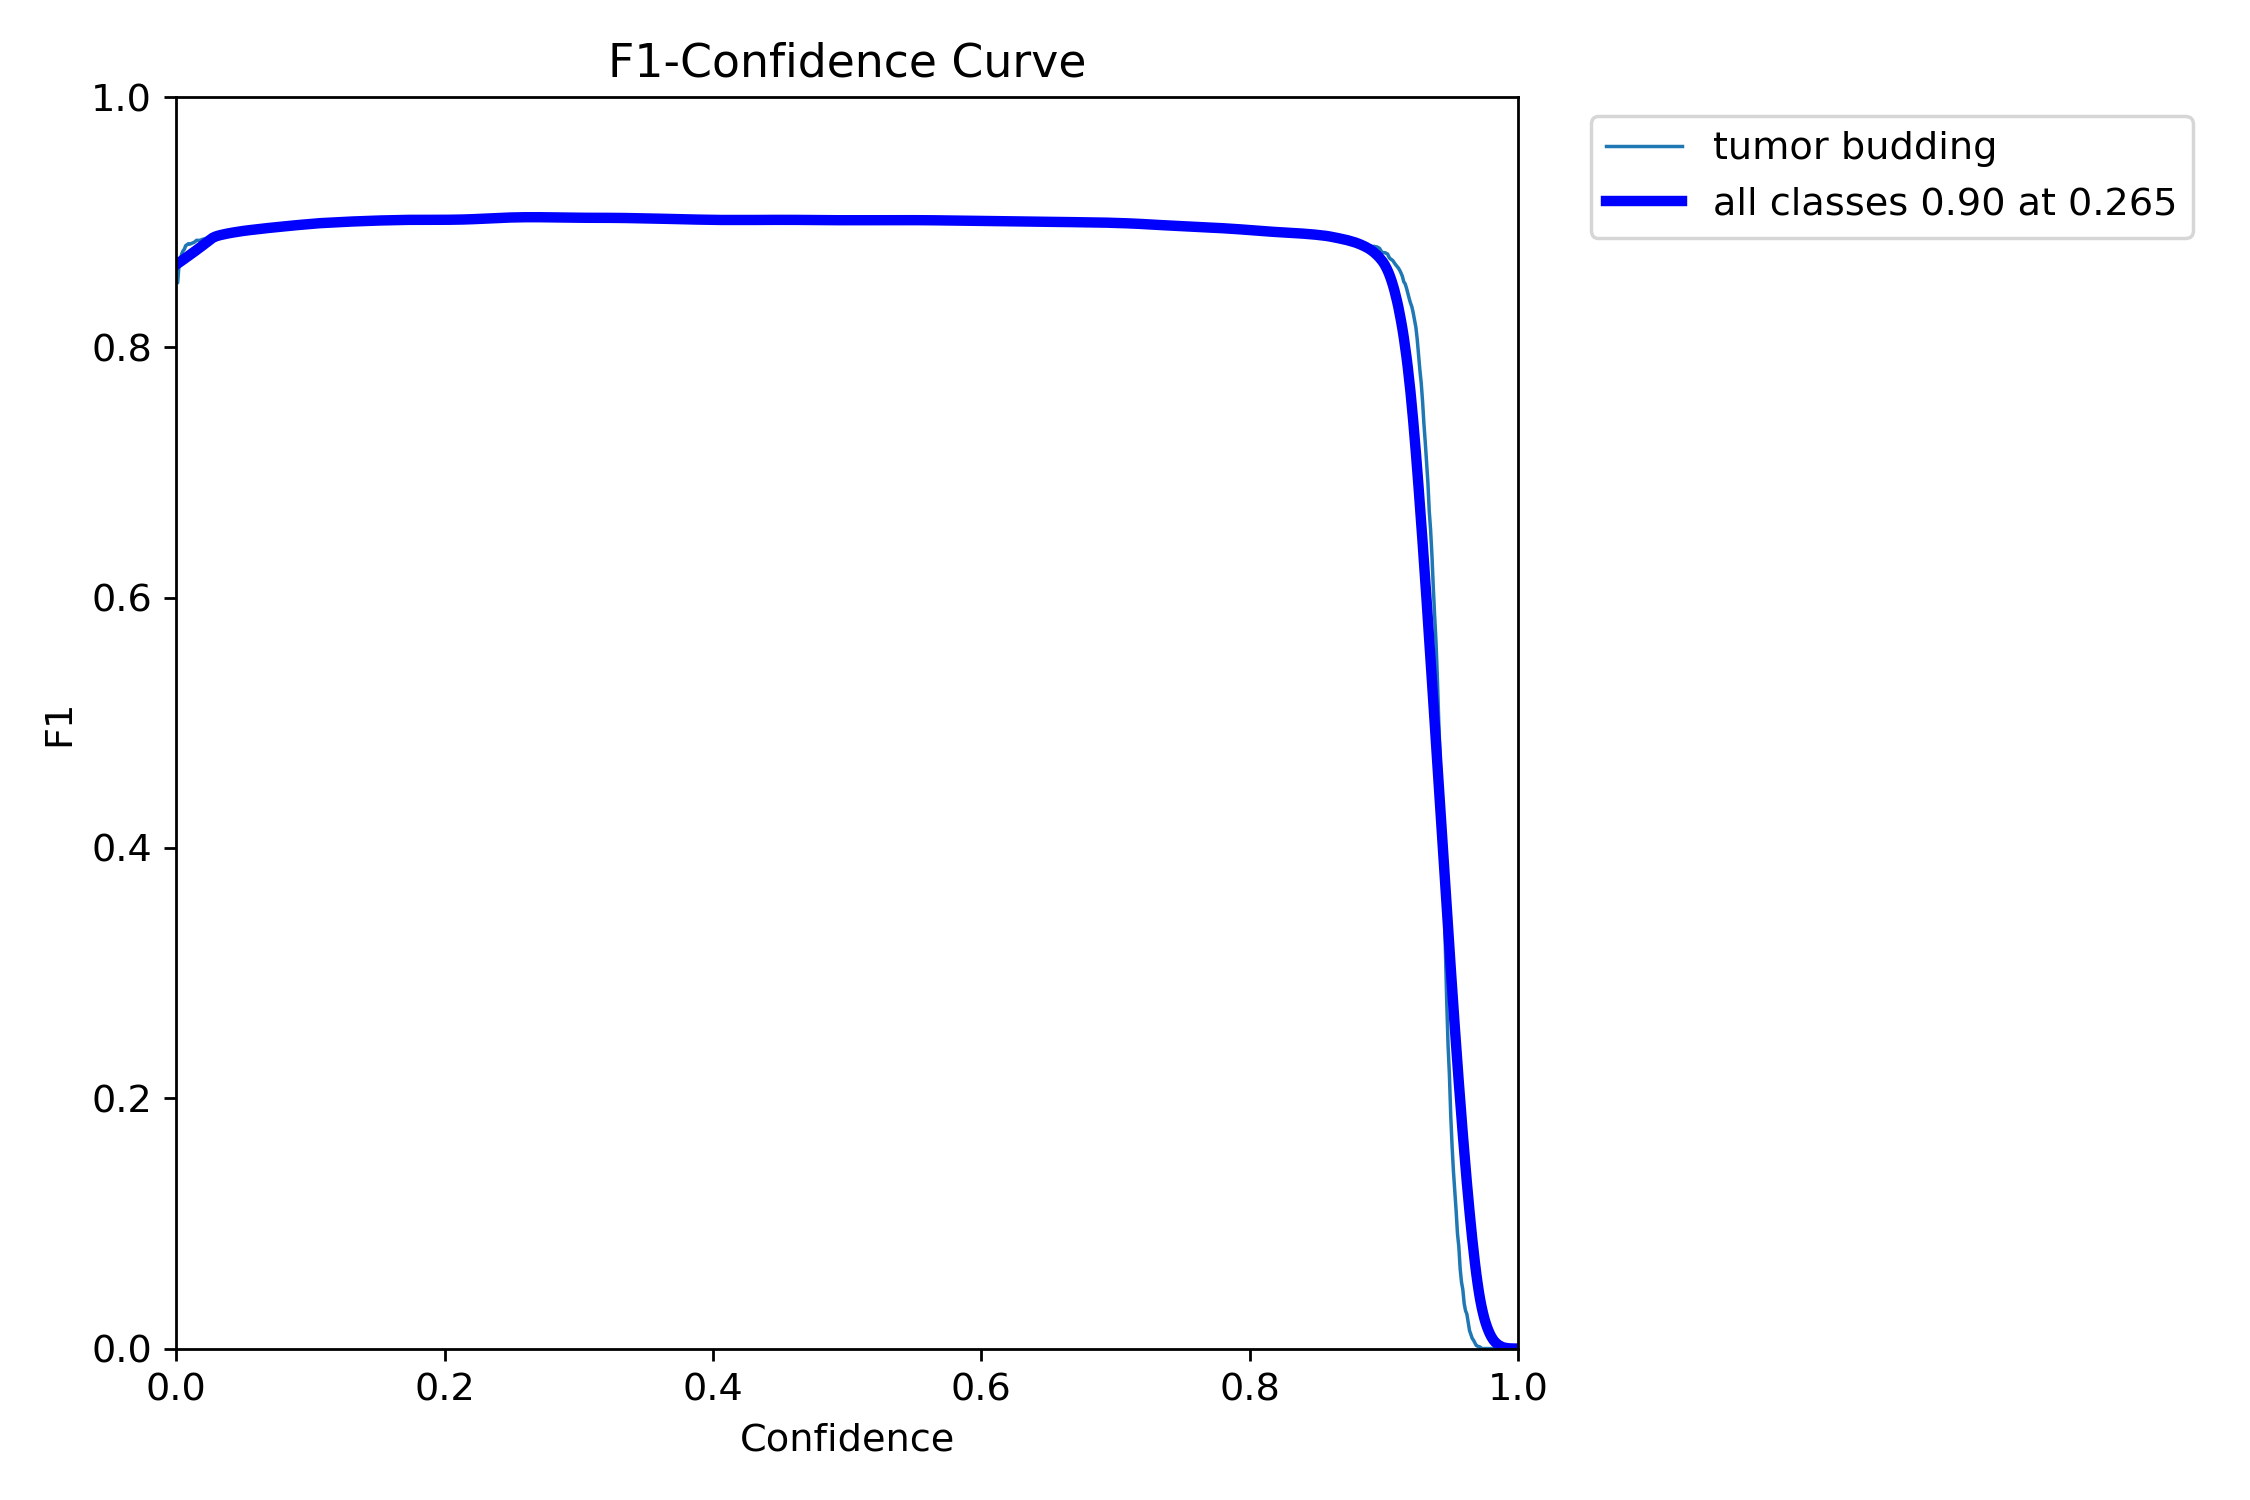 F1-Confidence Curve
tumor budding
all classes 0.90 at 0.265
1.0
0.8
0.6
0.4
0.2
0.0
F1
0.0 0.2 0.4 0.6 0.8 1.0
Confidence